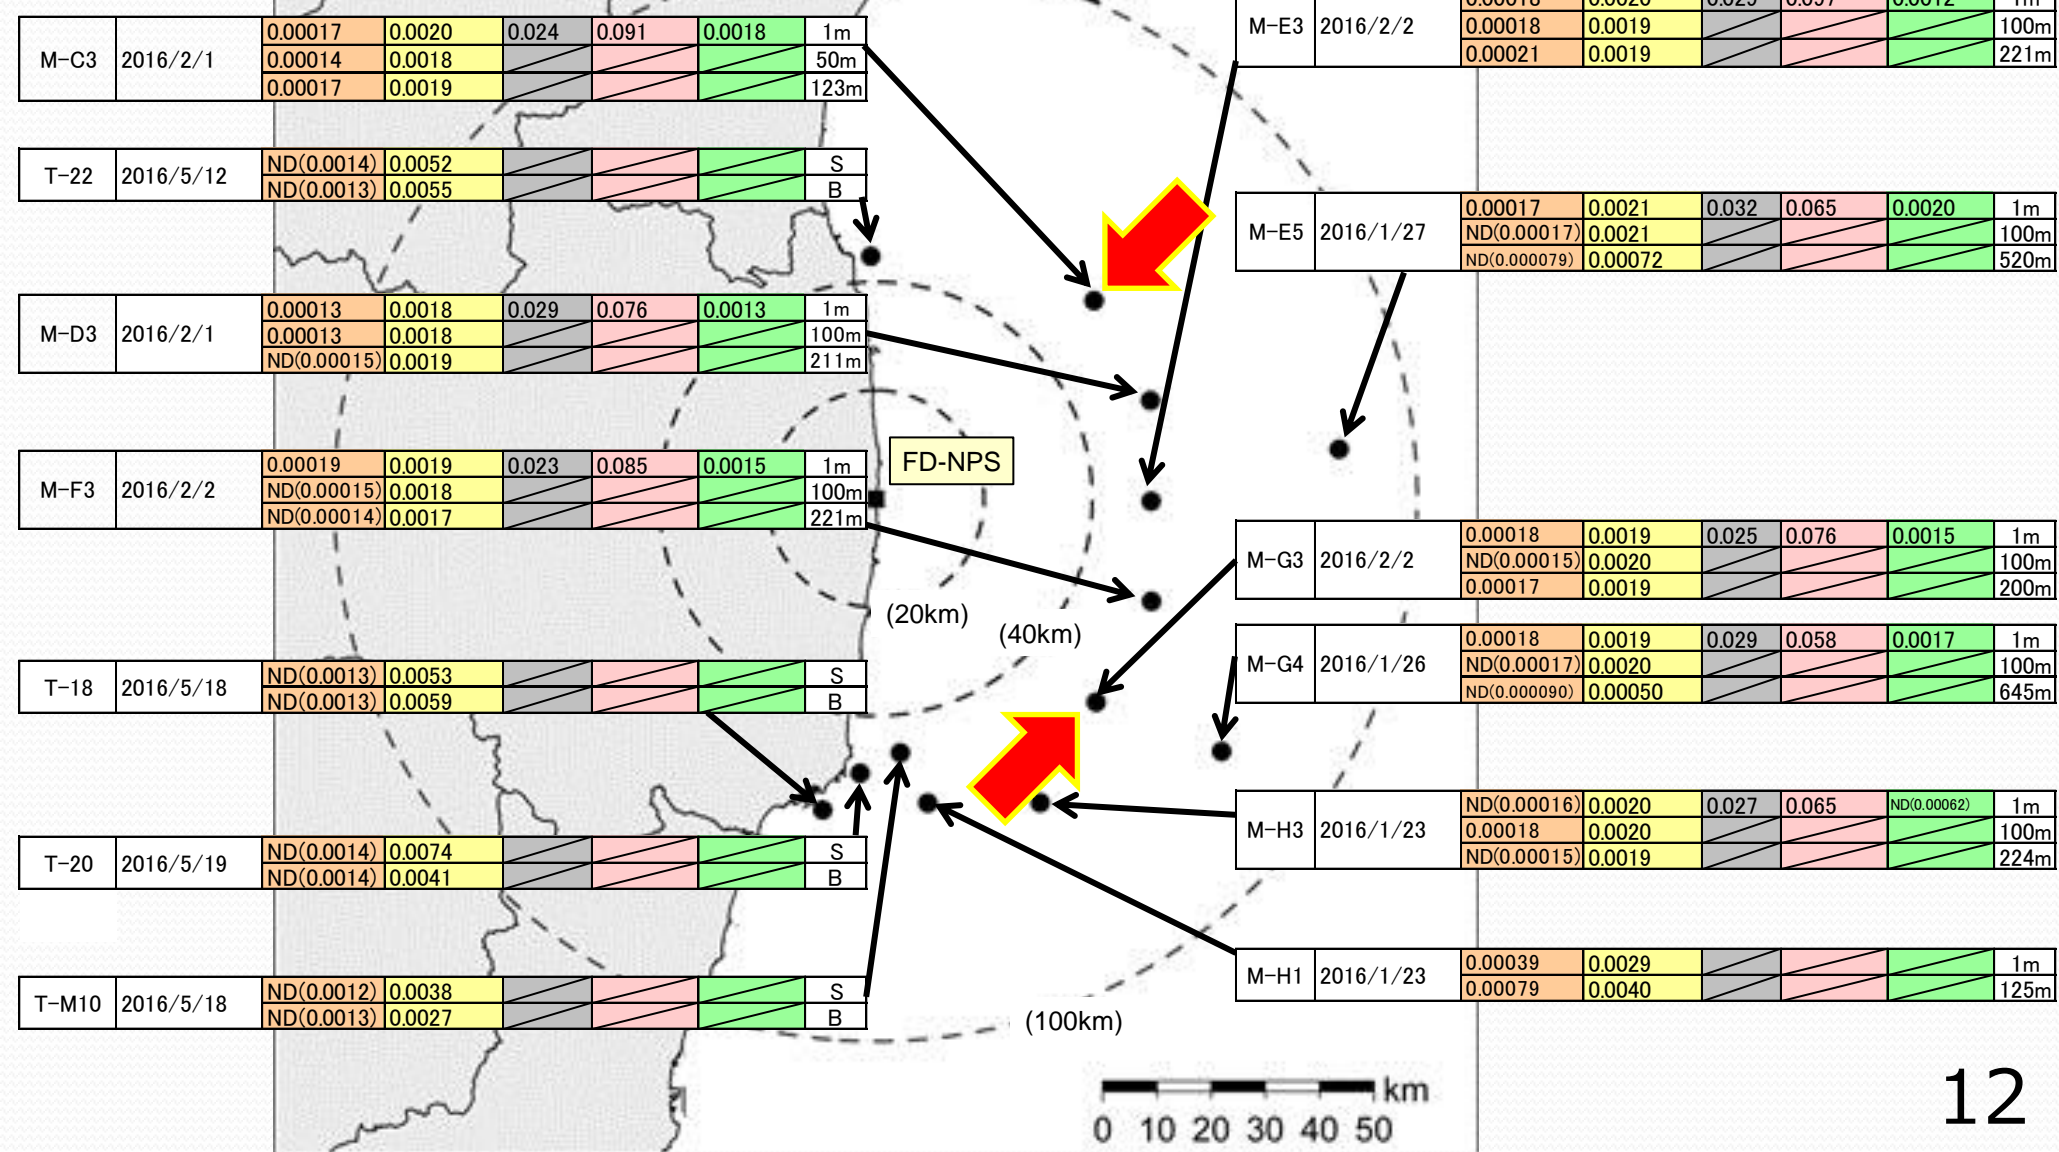 M-C3 2016/2/1 0.00017 0.0020 0.024 0.091 0.0018 1m
0.00014 0.0018 50m
0.00017 0.0019 123m
T-22 2016/5/12 ND(0.0014) 0.0052 S
ND(0.0013) 0.0055 B
M-D3 2016/2/1 0.00013 0.0018 0.029 0.076 0.0013 1m
0.00013 0.0018 100m
ND(0.00015) 0.0019 211m
M-F3 2016/2/2 0.00019 0.0019 0.023 0.085 0.0015 1m
ND(0.00015) 0.0018 100m
ND(0.00014) 0.0017 221m
T-18 2016/5/18 ND(0.0013) 0.0053 S
ND(0.0013) 0.0059 B
T-20 2016/5/19 ND(0.0014) 0.0074 S
ND(0.0014) 0.0041 B
T-M10 2016/5/18 ND(0.0012) 0.0038 S
ND(0.0013) 0.0027 B
FD-NPS
(20km)
(40km)
(100km)
M-E3 2016/2/2
0.00018 0.0019 100m
0.00021 0.0019 221m
M-E5 2016/1/27 0.00017 0.0021 0.032 0.065 0.0020 1m
ND(0.00017) 0.0021 100m
ND(0.000079) 0.00072 520m
M-G3 2016/2/2 0.00018 0.0019 0.025 0.076 0.0015 1m
ND(0.00015) 0.0020 100m
0.00017 0.0019 200m
M-G4 2016/1/26 0.00018 0.0019 0.029 0.058 0.0017 1m
ND(0.00017) 0.0020 100m
ND(0.000090) 0.00050 645m
M-H3 2016/1/23 ND(0.00016) 0.0020 0.027 0.065 ND(0.00062) 1m
0.00018 0.0020 100m
ND(0.00015) 0.0019 224m
M-H1 2016/1/23 0.00039 0.0029 1m
0.00079 0.0040 125m
km
0 10 20 30 40 50
12